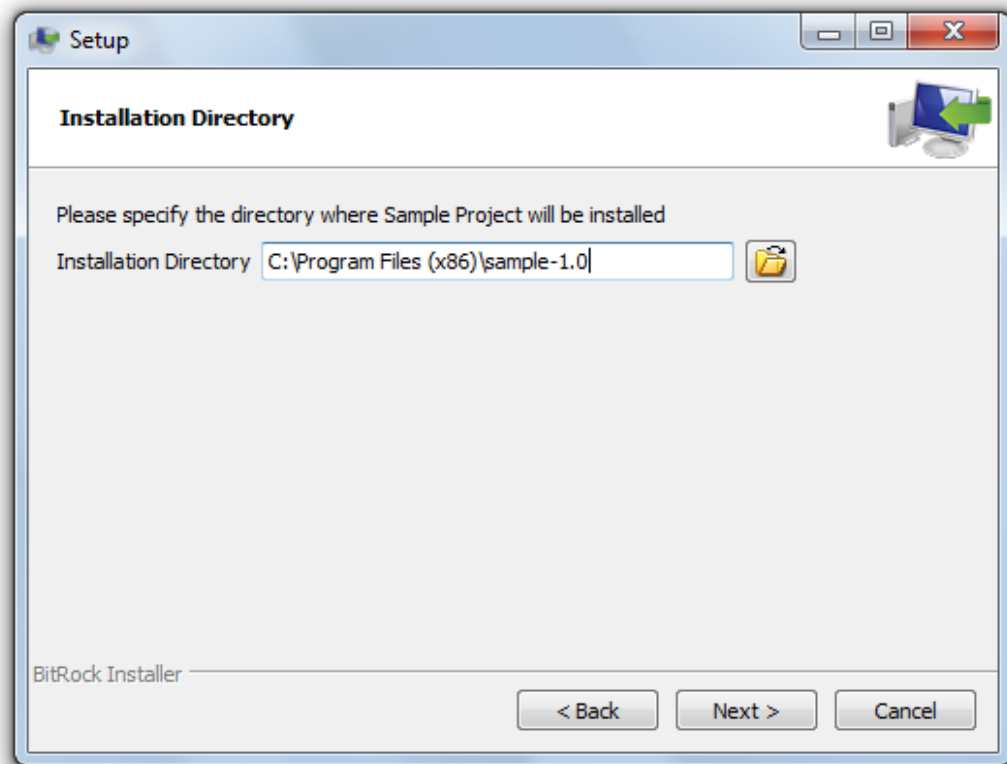 Setup
Installation Directory
Please specify the directory where Sample Project will be installed
Installation Directory C:\Program Files (x86)\sample-1.0
BitRock Installer
< Back Next > Cancel